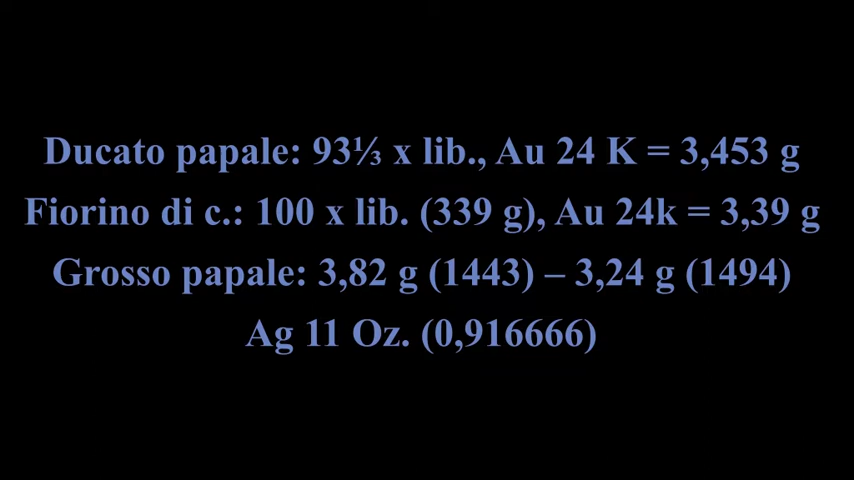 Ducato papale: 93⅓ x lib., Au 24 K = 3,453 g
Fiorino di c.: 100 x lib. (339 g), Au 24k = 3,39 g
Grosso papale: 3,82 g (1443) – 3,24 g (1494)
Ag 11 Oz. (0,916666)